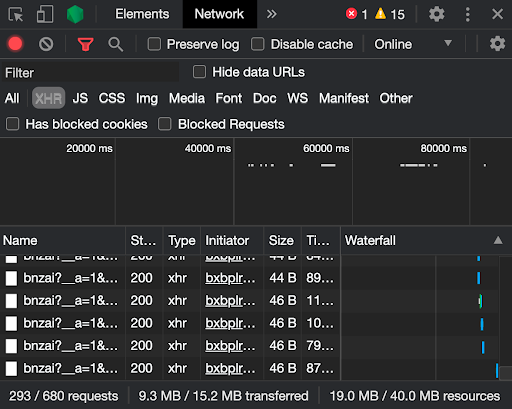 Elements Network » 1 15
Preserve log Disable cache Online
Filter Hide data URLs
All XHR JS CSS Img Media Font Doc WS Manifest Other
Has blocked cookies Blocked Requests
20000 ms 40000 ms 60000 ms 80000 ms
Name St... Type Initiator Size Ti... Waterfall
bnzai?__a=1&... 200 xhr bxbplr... 44 B 84...
bnzai?__a=1&... 200 xhr bxbplr... 44 B 89...
bnzai?__a=1&... 200 xhr bxbplr... 46 B 11...
bnzai?__a=1&... 200 xhr bxbplr... 46 B 10...
bnzai?__a=1&... 200 xhr bxbplr... 46 B 79...
bnzai?__a=1&... 200 xhr bxbplr... 46 B 87...
293 / 680 requests 9.3 MB / 15.2 MB transferred 19.0 MB / 40.0 MB resources